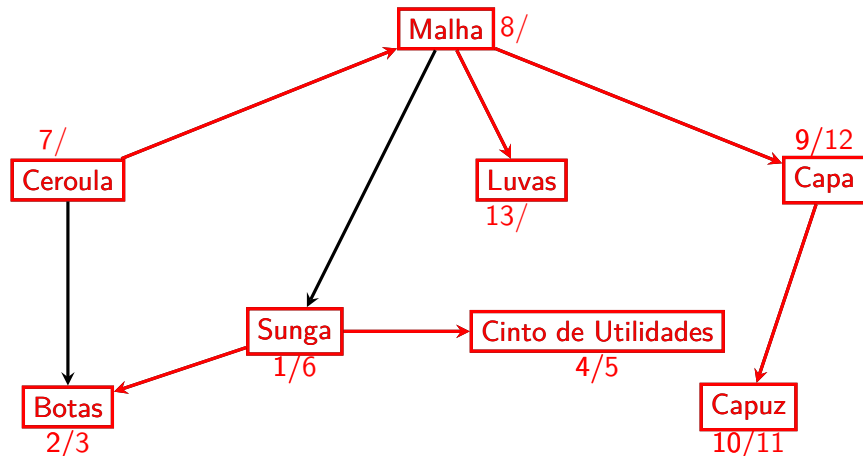 Malha 8/
7/
Ceroula
Luvas
13/
9/12
Capa
Sunga
1/6
Cinto de Utilidades
4/5
Botas
2/3
Capuz
10/11